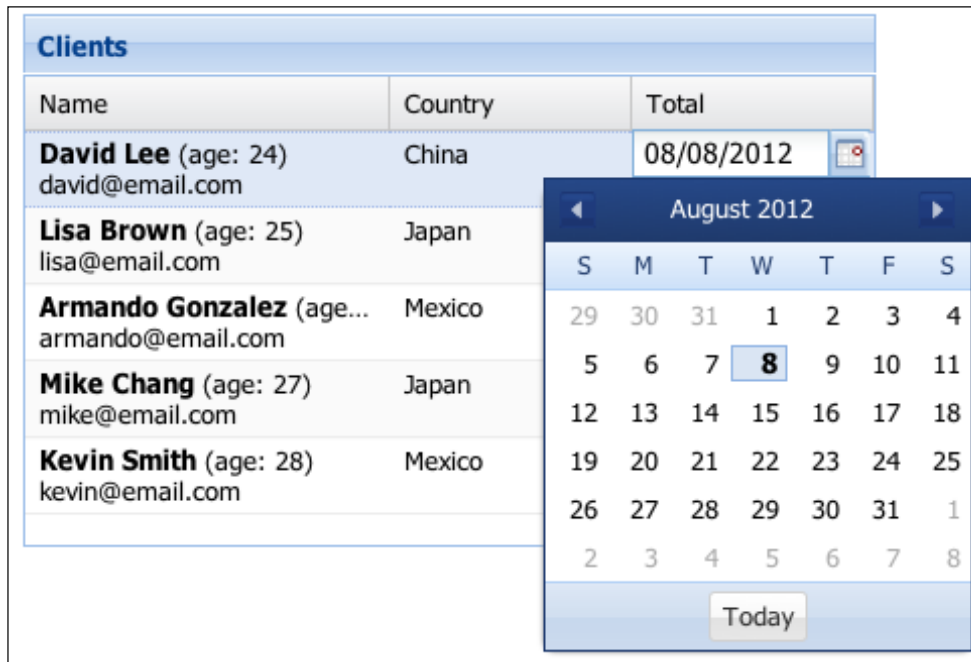 Clients
Name Country Total
David Lee (age: 24) China 08/08/2012
david@email.com
Lisa Brown (age: 25) Japan
lisa@email.com
Armando Gonzalez (age... Mexico
armando@email.com
Mike Chang (age: 27) Japan
mike@email.com
Kevin Smith (age: 28) Mexico
kevin@email.com
August 2012
S M T W T F S
29 30 31 1 2 3 4
5 6 7 8 9 10 11
12 13 14 15 16 17 18
19 20 21 22 23 24 25
26 27 28 29 30 31 1
2 3 4 5 6 7 8
Today